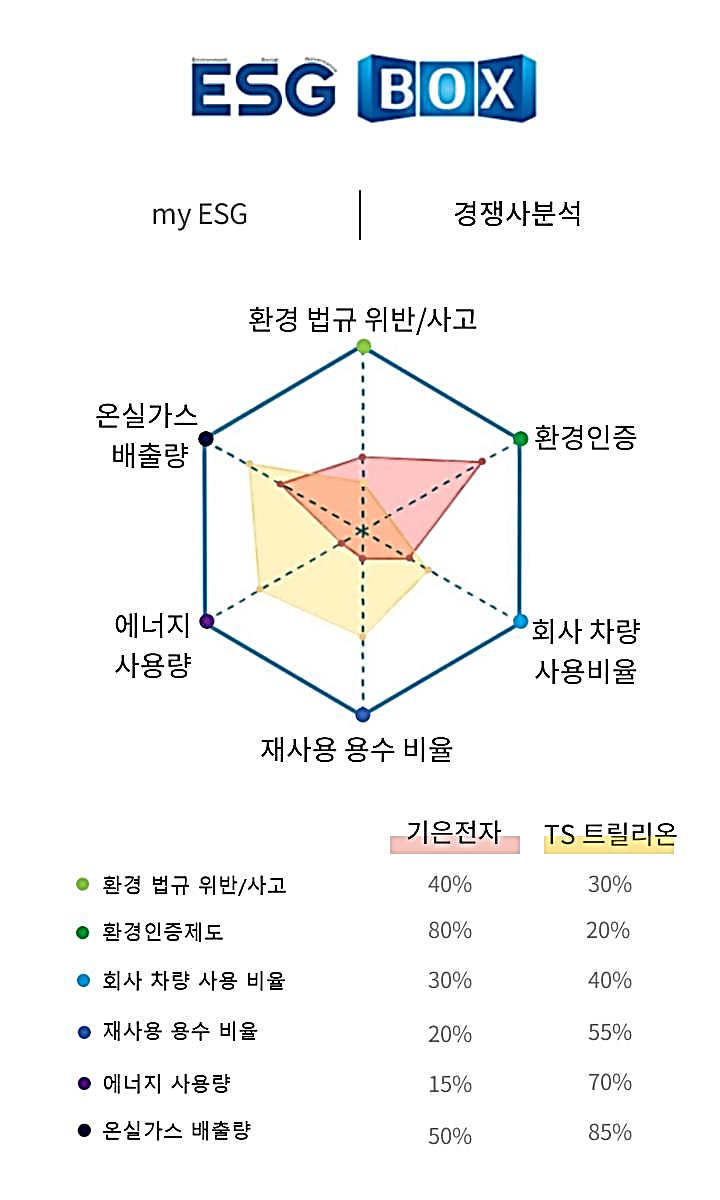 ESG BOX
my ESG
경쟁사분석
환경 법규 위반/사고
온실가스
배출량
환경인증
에너지
사용량
회사 차량
사용비율
재사용 용수 비율
기은전자 TS 트릴리온
환경 법규 위반/사고 40% 30%
환경인증제도 80% 20%
회사 차량 사용 비율 30% 40%
재사용 용수 비율 20% 55%
에너지 사용량 15% 70%
온실가스 배출량 50% 85%